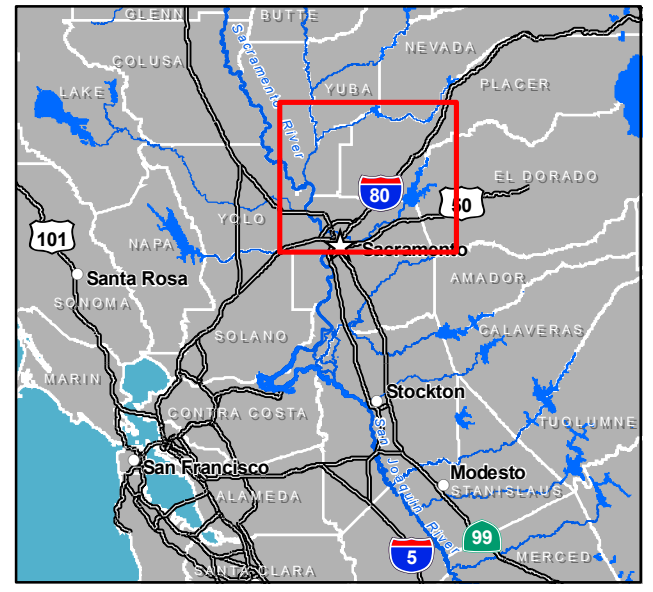 GLENN
BUTTE
NEVADA
COLUSA
Sacramento River
PLACER
YUBA
LAKE
EL DORADO
80
50
YOLO
101
NAPA
Sacramento
Santa Rosa
AMADOR
SONOMA
CALAVERAS
SOLANO
MARIN
Stockton
CONTRA COSTA
TUOLUMNE
San Joaquin River
San Francisco
Modesto
STANISLAUS
ALAMEDA
99
5
MERCED
SANTA CLARA